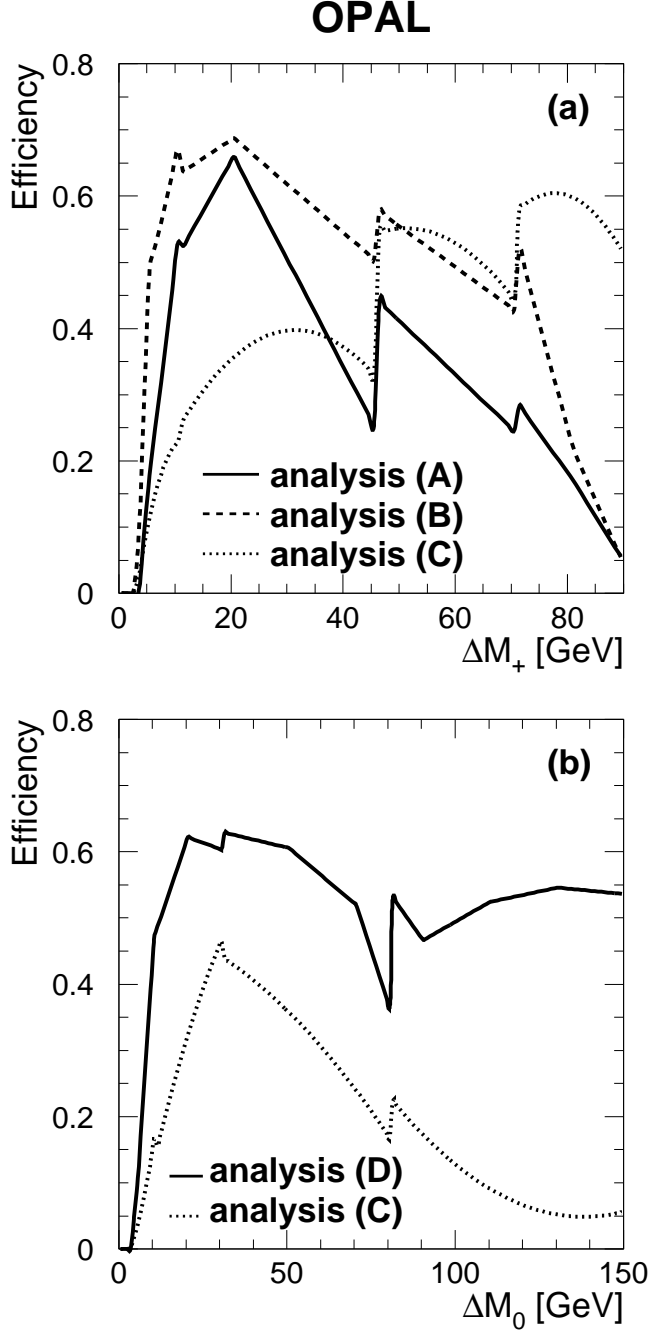 OPAL
Efficiency
0.8
0.6
0.4
0.2
0
(a)
analysis (A)
analysis (B)
analysis (C)
0 20 40 60 80
ΔM₊ [GeV]
Efficiency
0.8
0.6
0.4
0.2
0
(b)
analysis (D)
analysis (C)
0 50 100 150
ΔM₀ [GeV]